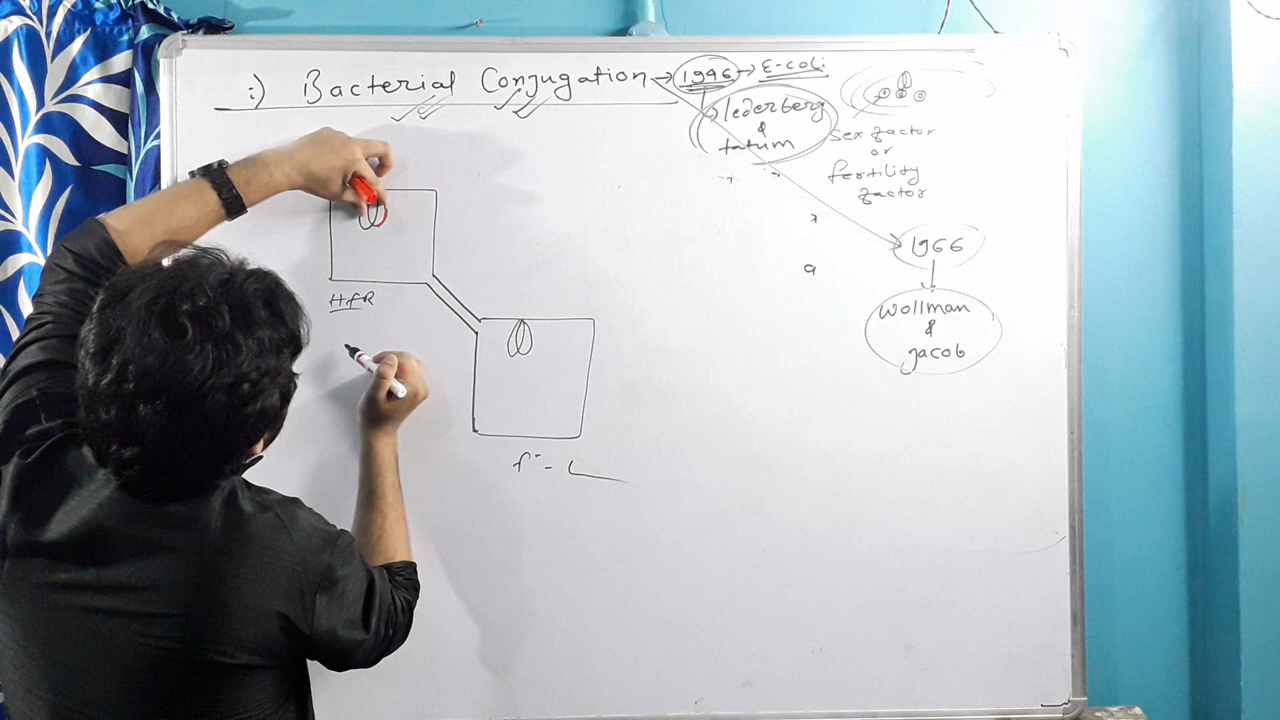 :) Bacterial Conjugation → 1946 → E-coli
lederberg
&
tatum
sex factor
or
fertility
factor
1966
wollman
&
jacob
HfR
f⁻ -